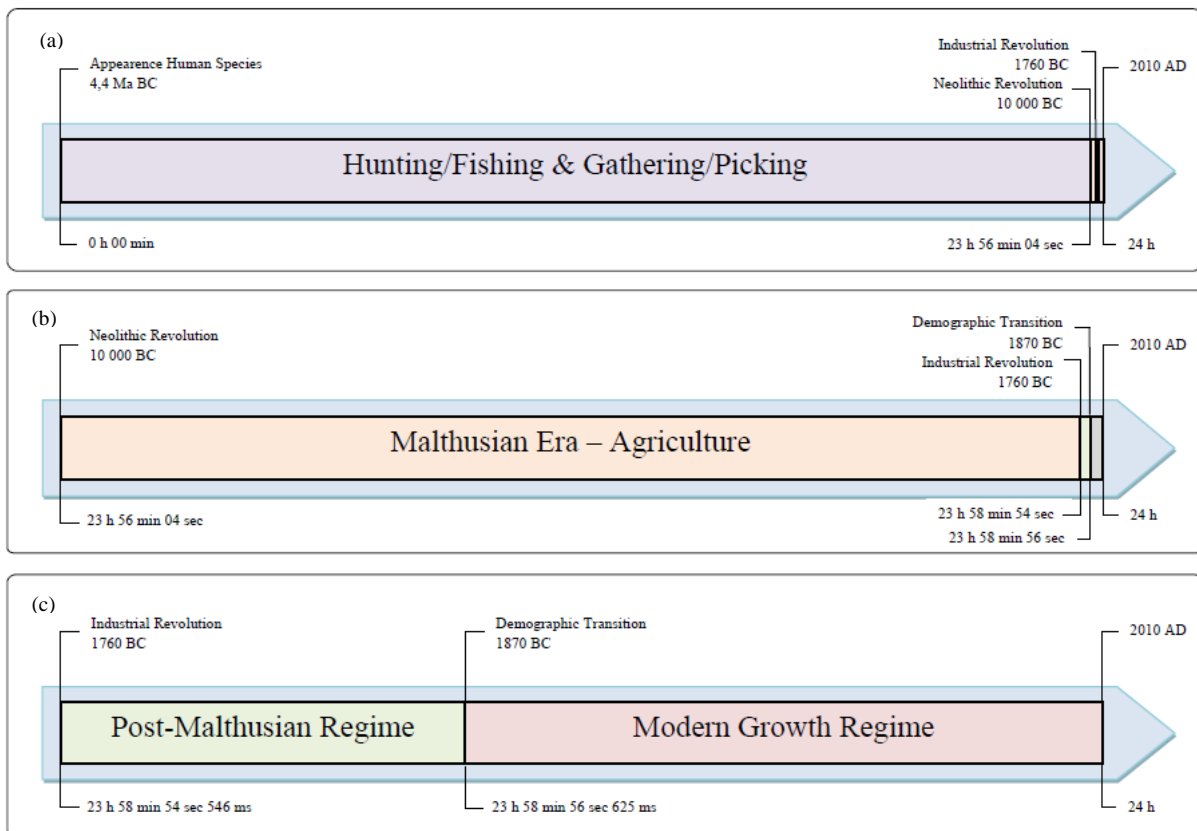 (a)
Appearence Human Species
4,4 Ma BC
Industrial Revolution
1760 BC
2010 AD
Neolithic Revolution
10 000 BC
Hunting/Fishing & Gathering/Picking
0 h 00 min
23 h 56 min 04 sec
24 h
(b)
Neolithic Revolution
10 000 BC
Demographic Transition
1870 BC
2010 AD
Industrial Revolution
1760 BC
Malthusian Era – Agriculture
23 h 56 min 04 sec
23 h 58 min 54 sec
24 h
23 h 58 min 56 sec
(c)
Industrial Revolution
1760 BC
Demographic Transition
1870 BC
2010 AD
Post-Malthusian Regime
Modern Growth Regime
23 h 58 min 54 sec 546 ms
23 h 58 min 56 sec 625 ms
24 h